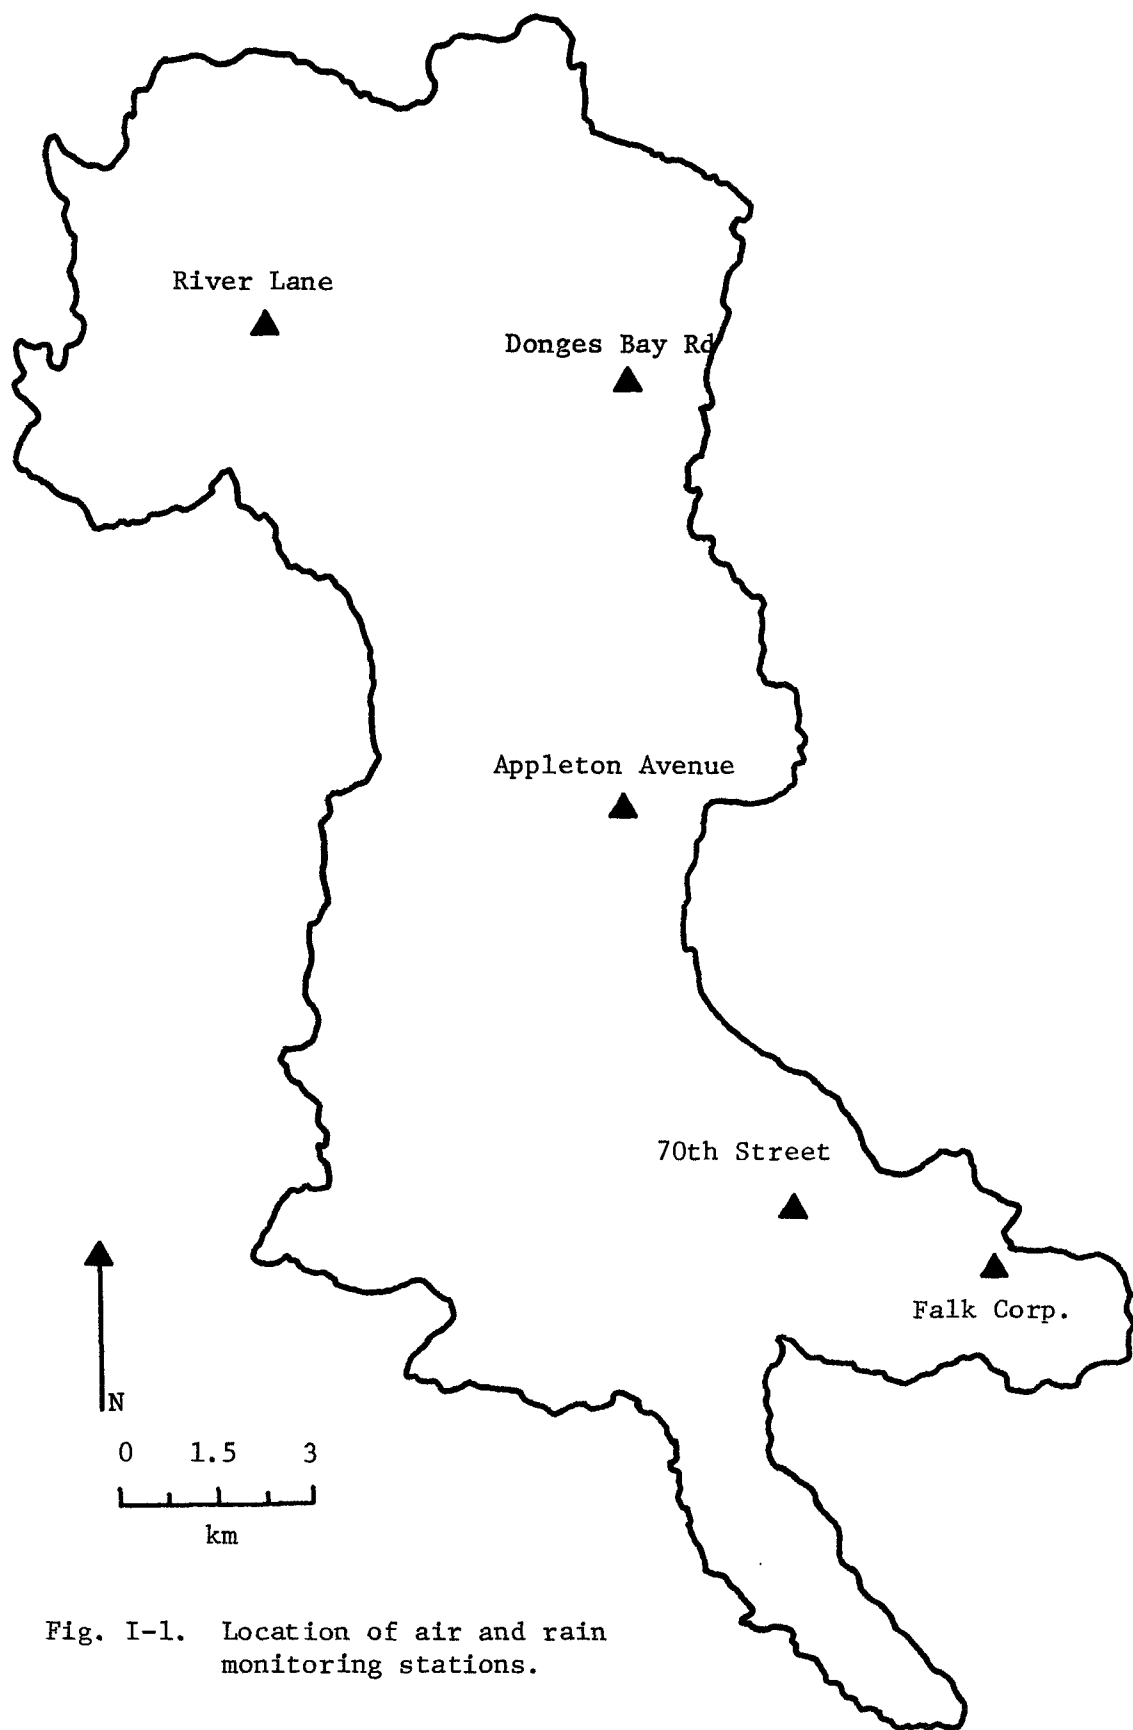 River Lane
Donges Bay Rd
Appleton Avenue
70th Street
Falk Corp.
N
0 1.5 3
km
Fig. I-1. Location of air and rain
monitoring stations.